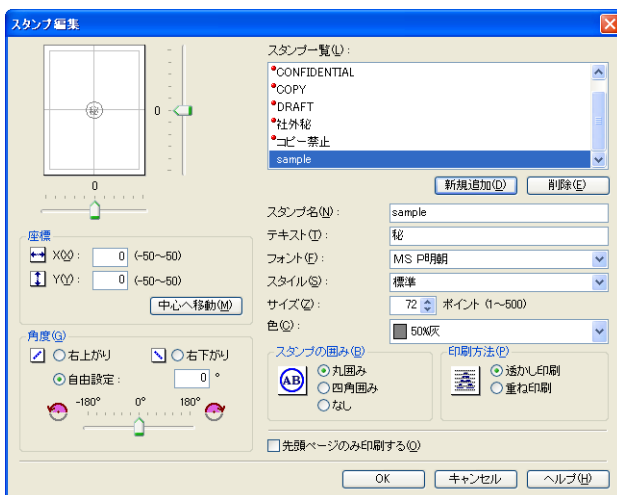 スタンプ編集
スタンプ一覧(L):
CONFIDENTIAL
COPY
DRAFT
社外秘
コピー禁止
sample
秘
0
0
新規追加(D)
削除(E)
スタンプ名(N):
sample
テキスト(T):
秘
フォント(F):
MS P明朝
スタイル(S):
標準
サイズ(Z):
72
ポイント (1～500)
色(C):
50%灰
座標
X(X):
0
(-50～50)
Y(Y):
0
(-50～50)
中心へ移動(M)
角度(G)
右上がり
右下がり
自由設定:
0 °
-180° 0° 180°
スタンプの囲み(B)
AB
丸囲み
四角囲み
なし
印刷方法(P)
透かし印刷
重ね印刷
先頭ページのみ印刷する(O)
OK
キャンセル
ヘルプ(H)